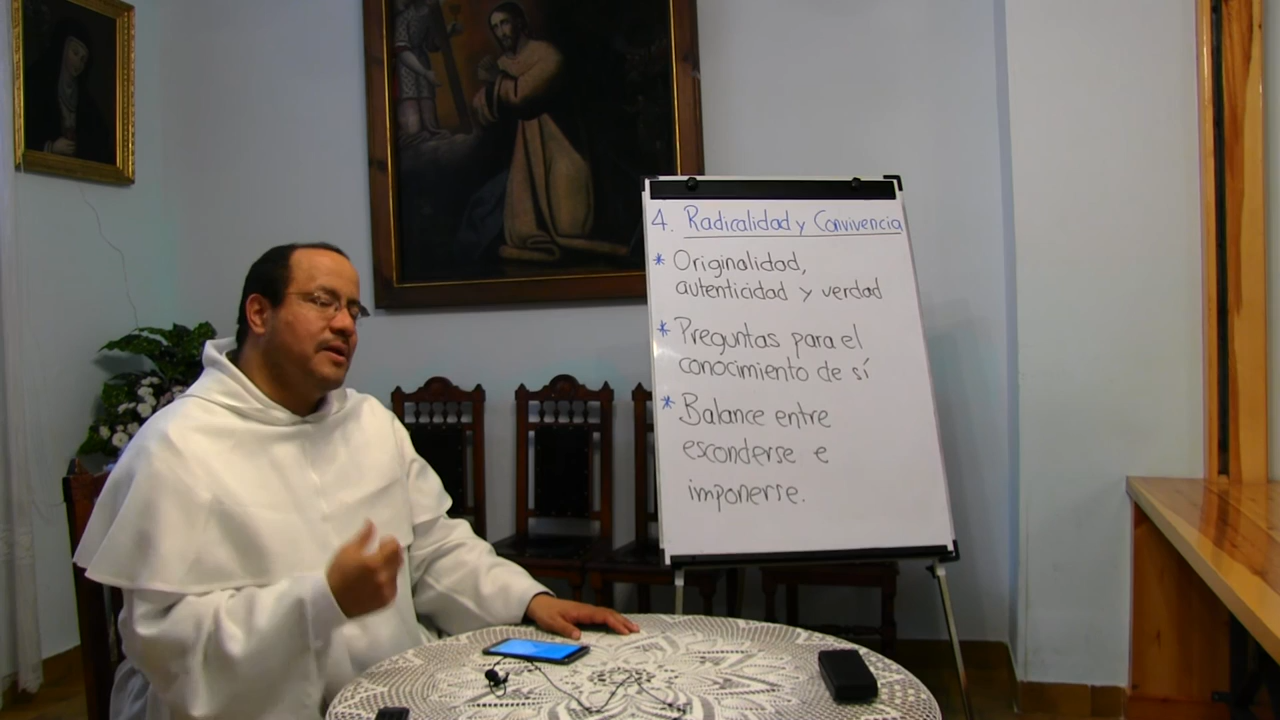 4. Radicalidad y Convivencia
* Originalidad,
autenticidad y verdad
* Preguntas para el
conocimiento de sí
* Balance entre
esconderse e
imponerse.